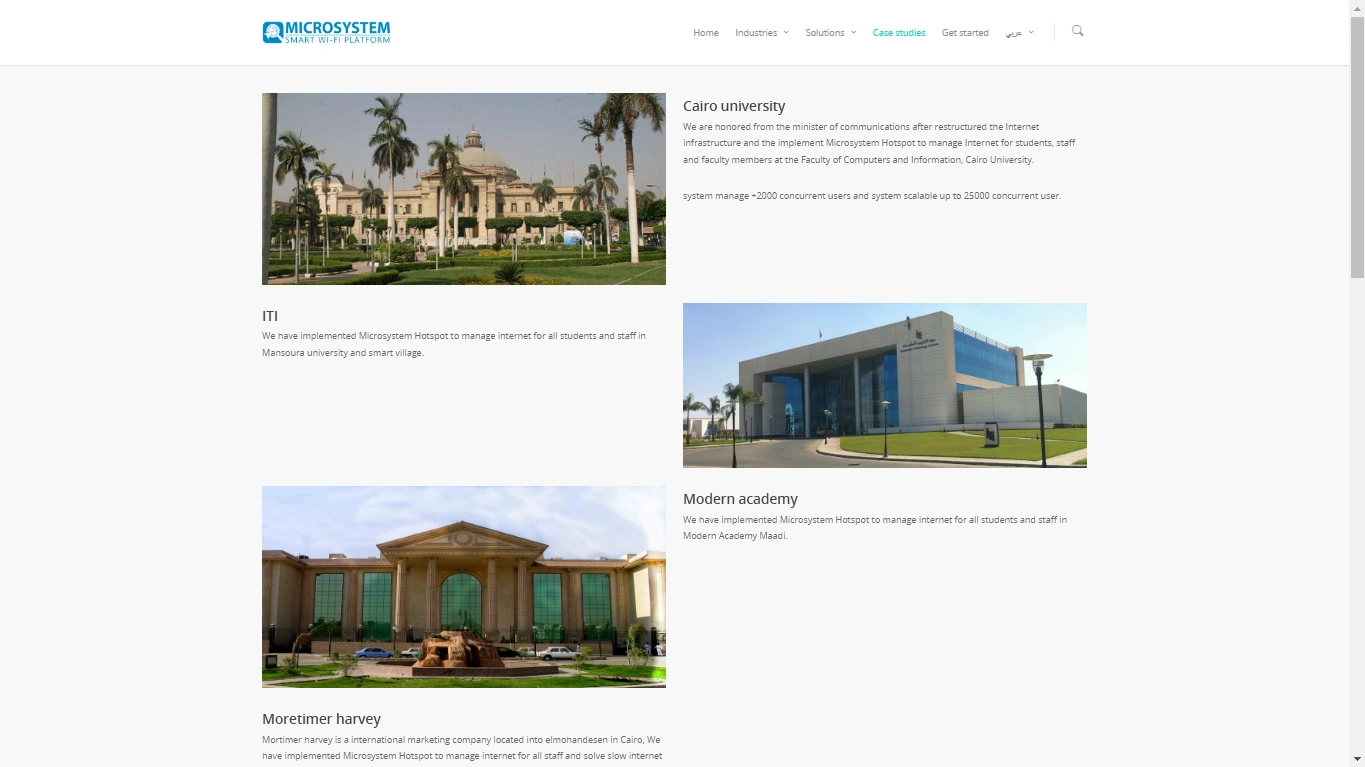 MICROSYSTEM
SMART WI-FI PLATFORM
Home
Industries
Solutions
Case studies
Get started
عربي
Cairo university
We are honored from the minister of communications after restructured the Internet
infrastructure and the implement Microsystem Hotspot to manage Internet for students, staff
and faculty members at the Faculty of Computers and Information, Cairo University.
system manage +2000 concurrent users and system scalable up to 25000 concurrent user.
ITI
We have implemented Microsystem Hotspot to manage internet for all students and staff in
Mansoura university and smart village.
Modern academy
We have implemented Microsystem Hotspot to manage internet for all students and staff in
Modern Academy Maadi.
Moretimer harvey
Mortimer harvey is a international marketing company located into elmohandesen in Cairo, We
have implemented Microsystem Hotspot to manage internet for all staff and solve slow internet